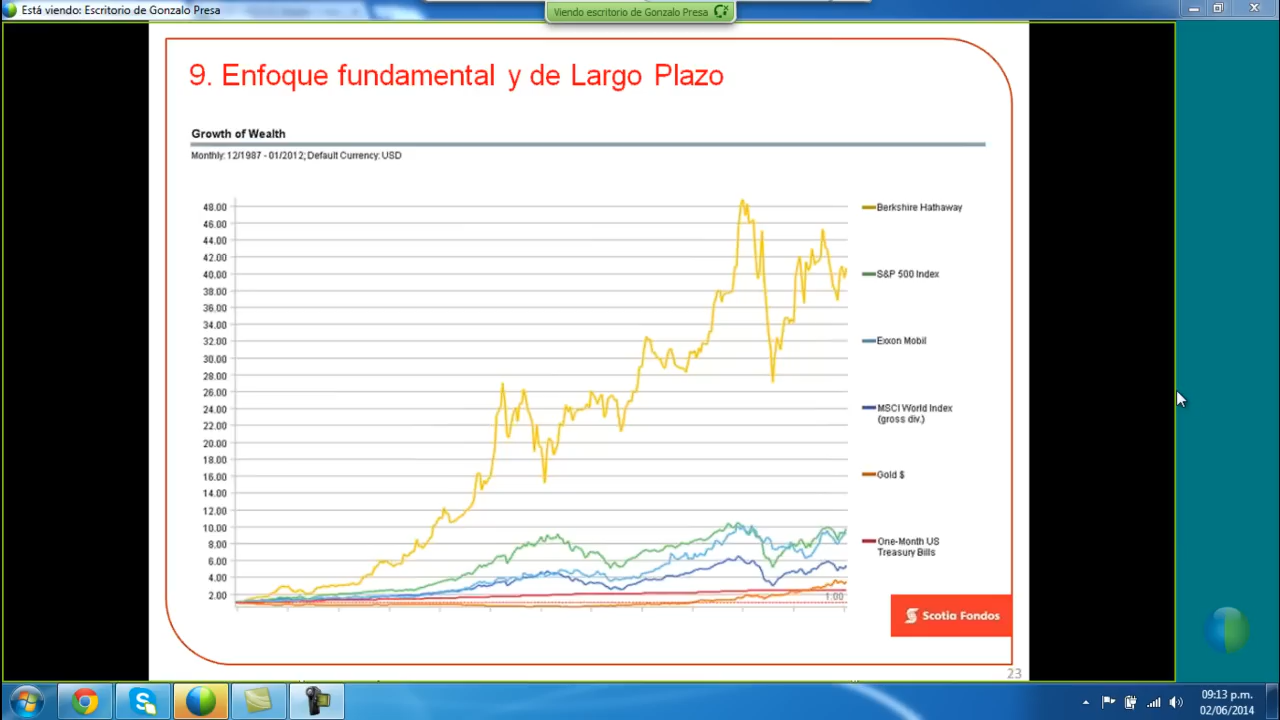 Está viendo: Escritorio de Gonzalo Presa
Viendo escritorio de Gonzalo Presa
9. Enfoque fundamental y de Largo Plazo
Growth of Wealth
Monthly: 12/1987 - 01/2012; Default Currency: USD
48.00
46.00
44.00
42.00
40.00
38.00
36.00
34.00
32.00
30.00
28.00
26.00
24.00
22.00
20.00
18.00
16.00
14.00
12.00
10.00
8.00
6.00
4.00
2.00
1.00
Berkshire Hathaway
S&P 500 Index
Exxon Mobil
MSCI World Index
(gross div.)
Gold $
One-Month US
Treasury Bills
Scotia Fondos
23
09:13 p.m.
02/06/2014